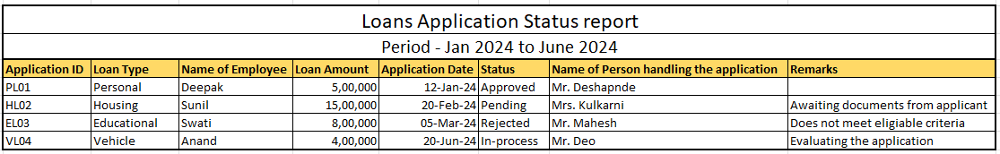 Loans Application Status report
Period - Jan 2024 to June 2024
Application ID Loan Type Name of Employee Loan Amount Application Date Status Name of Person handling the application Remarks
PL01 Personal Deepak 5,00,000 12-Jan-24 Approved Mr. Deshapnde
HL02 Housing Sunil 15,00,000 20-Feb-24 Pending Mrs. Kulkarni Awaiting documents from applicant
EL03 Educational Swati 8,00,000 05-Mar-24 Rejected Mr. Mahesh Does not meet eligiable criteria
VL04 Vehicle Anand 4,00,000 20-Jun-24 In-process Mr. Deo Evaluating the application